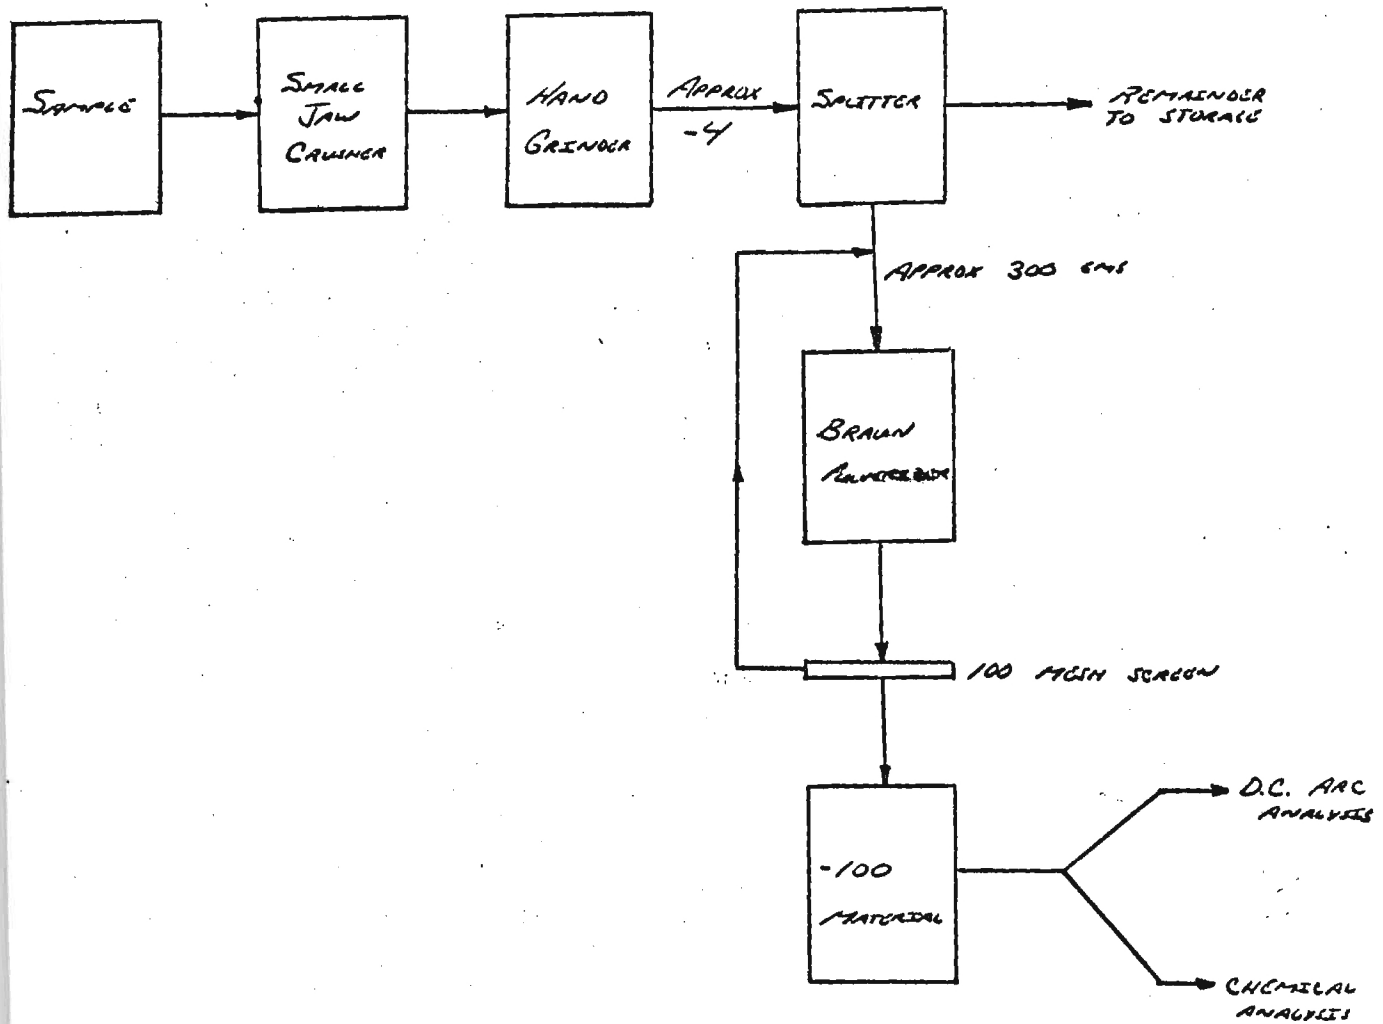 SAMPLE
SMALL
JAW
CRUSHER
HAND
GRINDER
APPROX
-4
SPLITTER
REMAINDER
TO STORAGE
APPROX 300 GMS
BRAUN
PULVERIZER
100 MESH SCREEN
-100
MATERIAL
D.C. ARC
ANALYSIS
CHEMICAL
ANALYSIS